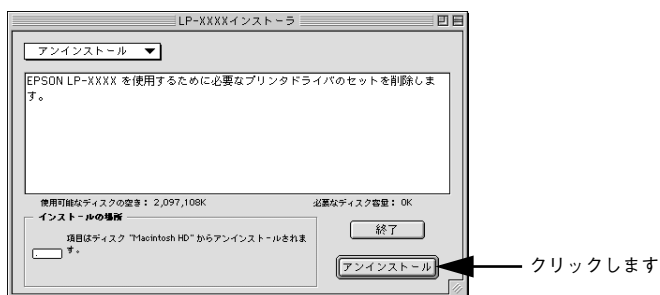 LP-XXXXインストーラ
アンインストール
EPSON LP-XXXX を使用するために必要なプリンタドライバのセットを削除しま
す。
使用可能なディスクの空き： 2,097,108K
必要なディスク容量： 0K
インストールの場所
項目はディスク "Macintosh HD" からアンインストールされま
す。
終了
アンインストール
クリックします